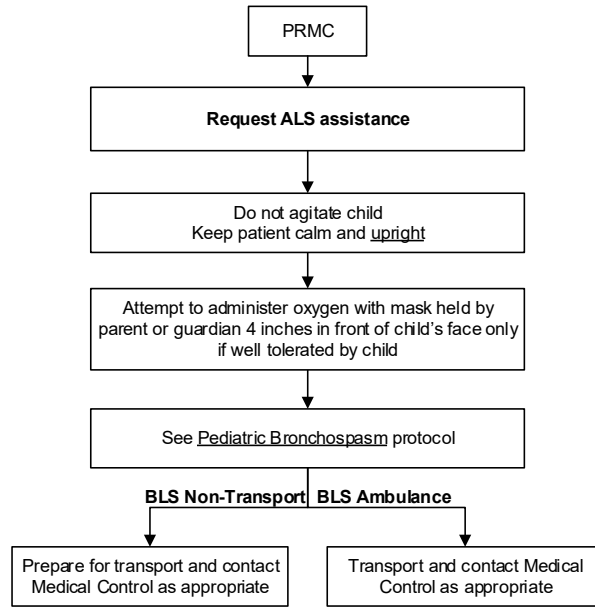 PRMC
Request ALS assistance
Do not agitate child
Keep patient calm and upright
Attempt to administer oxygen with mask held by
parent or guardian 4 inches in front of child's face only
if well tolerated by child
See Pediatric Bronchospasm protocol
BLS Non-Transport
BLS Ambulance
Prepare for transport and contact
Medical Control as appropriate
Transport and contact Medical
Control as appropriate